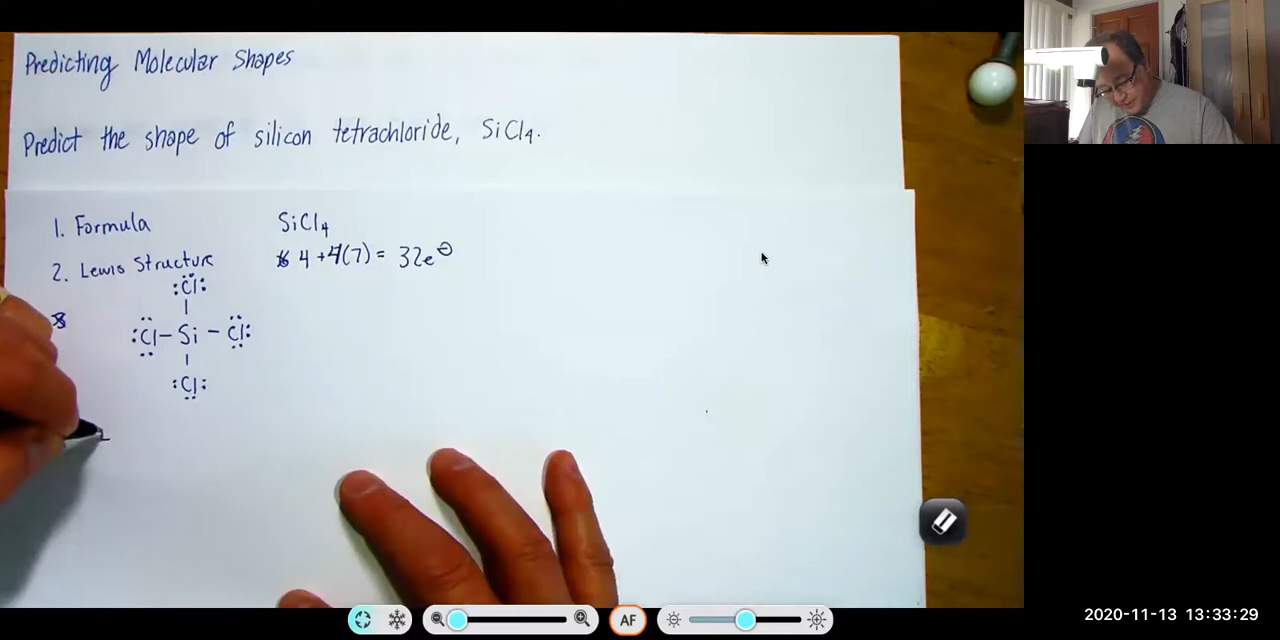 Predicting Molecular Shapes
Predict the shape of silicon tetrachloride, SiCl4.
1. Formula SiCl4
2. Lewis Structure 4 + 4(7) = 32e⊖
:Cl:
:Cl–Si–Cl:
:Cl:
AF
2020-11-13 13:33:29